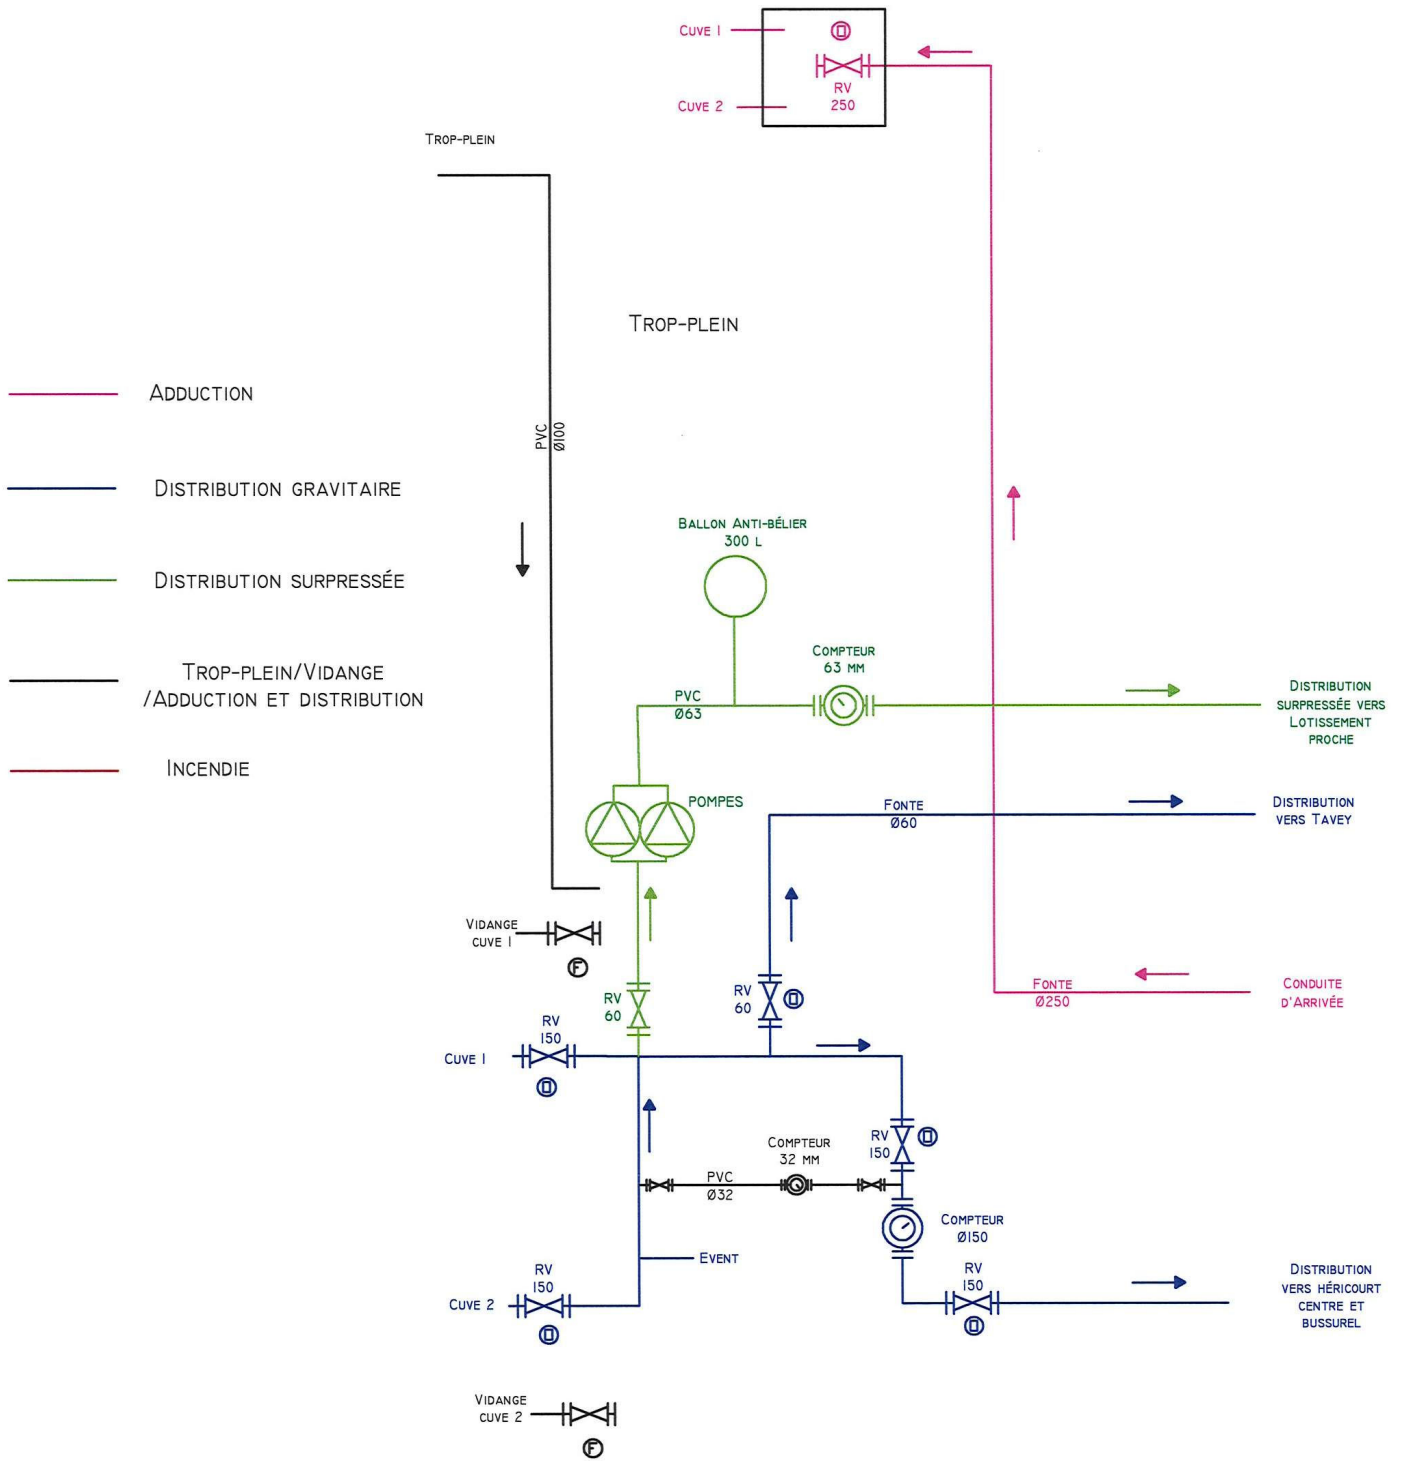 Cuve 1
O
RV
250
Cuve 2
Trop-plein
Trop-plein
Adduction
PVC
Ø100
Distribution gravitaire
Ballon Anti-bélier
300 l
Distribution surpressée
Compteur
63 mm
Trop-plein/Vidange
/Adduction et distribution
PVC
Ø63
Distribution
surpressée vers
Lotissement
proche
Incendie
Pompes
Fonte
Ø60
Distribution
vers Tavey
Vidange
cuve 1
F
RV
60
RV
60
O
Fonte
Ø250
Conduite
d'Arrivée
RV
150
Cuve 1
O
RV
150
O
Compteur
32 mm
PVC
Ø32
Compteur
Ø150
Event
RV
150
Cuve 2
O
RV
150
O
Distribution
vers Héricourt
centre et
Bussurel
Vidange
cuve 2
F